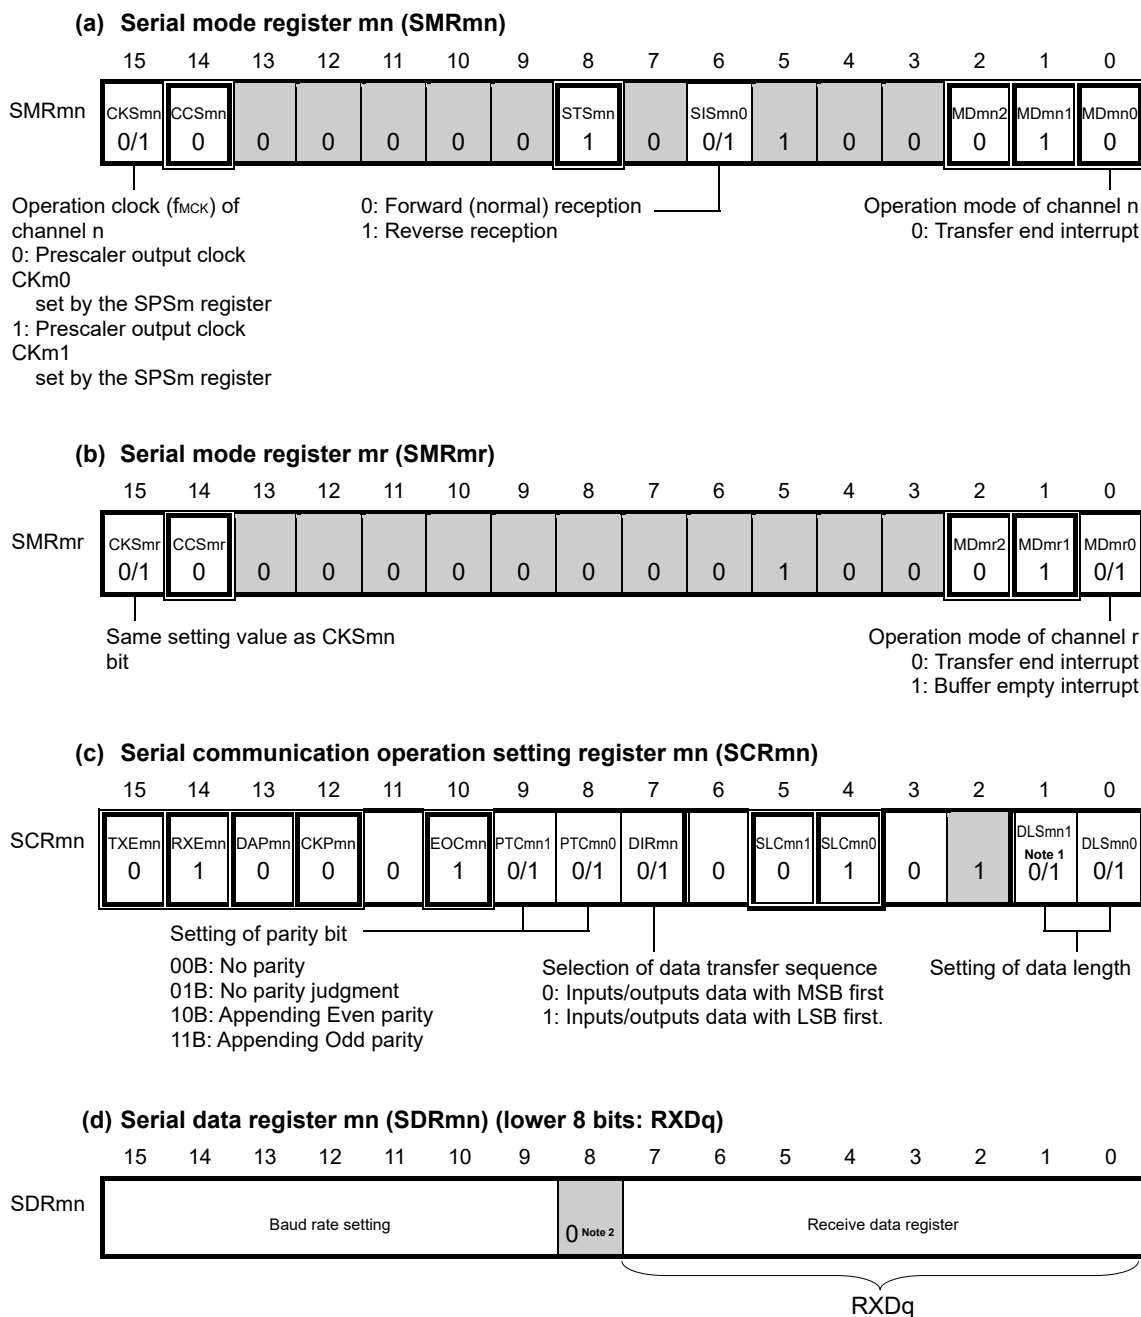 (a) Serial mode register mn (SMRmn)
15 14 13 12 11 10 9 8 7 6 5 4 3 2 1 0
SMRmn
CKSmn CCSmn STSmn SISmn0 MDmn2 MDmn1 MDmn0
0/1 0 0 0 0 0 0 1 0 0/1 1 0 0 0 1 0
Operation clock (fMCK) of
channel n
0: Prescaler output clock
CKm0
set by the SPSm register
1: Prescaler output clock
CKm1
set by the SPSm register
0: Forward (normal) reception
1: Reverse reception
Operation mode of channel n
0: Transfer end interrupt
(b) Serial mode register mr (SMRmr)
15 14 13 12 11 10 9 8 7 6 5 4 3 2 1 0
SMRmr
CKSmr CCSmr MDmr2 MDmr1 MDmr0
0/1 0 0 0 0 0 0 0 0 0 1 0 0 0 1 0/1
Same setting value as CKSmn
bit
Operation mode of channel r
0: Transfer end interrupt
1: Buffer empty interrupt
(c) Serial communication operation setting register mn (SCRmn)
15 14 13 12 11 10 9 8 7 6 5 4 3 2 1 0
SCRmn
TXEmn RXEmn DAPmn CKPmn EOCmn PTCmn1 PTCmn0 DIRmn SLCmn1 SLCmn0 DLSmn1 DLSmn0
Note 1
0 1 0 0 0 1 0/1 0/1 0/1 0 0 1 0 1 0/1 0/1
Setting of parity bit
00B: No parity
01B: No parity judgment
10B: Appending Even parity
11B: Appending Odd parity
Selection of data transfer sequence
0: Inputs/outputs data with MSB first
1: Inputs/outputs data with LSB first.
Setting of data length
(d) Serial data register mn (SDRmn) (lower 8 bits: RXDq)
15 14 13 12 11 10 9 8 7 6 5 4 3 2 1 0
SDRmn
Baud rate setting
0 Note 2
Receive data register
RXDq